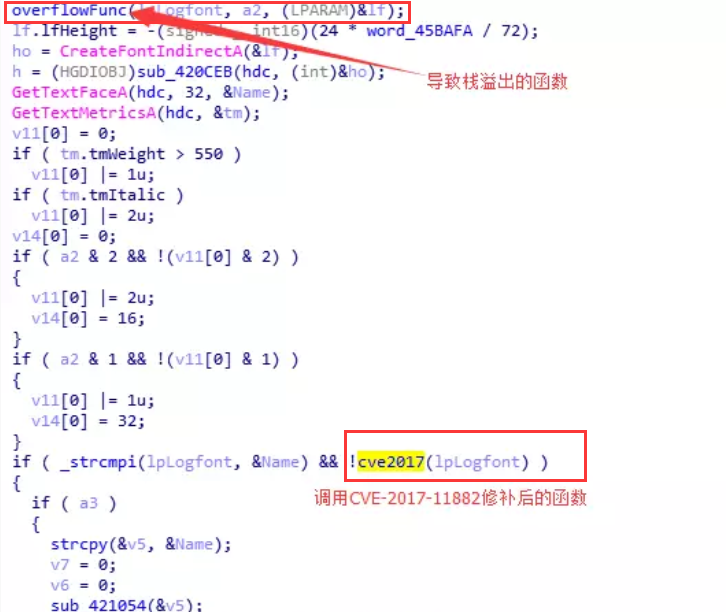 overflowFunc(lpLogfont, a2, (LPARAM)&lf);
lf.lfHeight = -(signed __int16)(24 * word_45BAFA / 72);
ho = CreateFontIndirectA(&lf);
h = (HGDIOBJ)sub_420CEB(hdc, (int)&ho);
导致栈溢出的函数
GetTextFaceA(hdc, 32, &Name);
GetTextMetricsA(hdc, &tm);
v11[0] = 0;
if ( tm.tmWeight > 550 )
v11[0] |= 1u;
if ( tm.tmItalic )
v11[0] |= 2u;
v14[0] = 0;
if ( a2 & 2 && !(v11[0] & 2) )
{
v11[0] |= 2u;
v14[0] = 16;
}
if ( a2 & 1 && !(v11[0] & 1) )
{
v11[0] |= 1u;
v14[0] = 32;
}
if ( _strcmpi(lpLogfont, &Name) && !cve2017(lpLogfont) )
{
调用CVE-2017-11882修补后的函数
if ( a3 )
{
strcpy(&v5, &Name);
v7 = 0;
v6 = 0;
sub_421054(&v5);